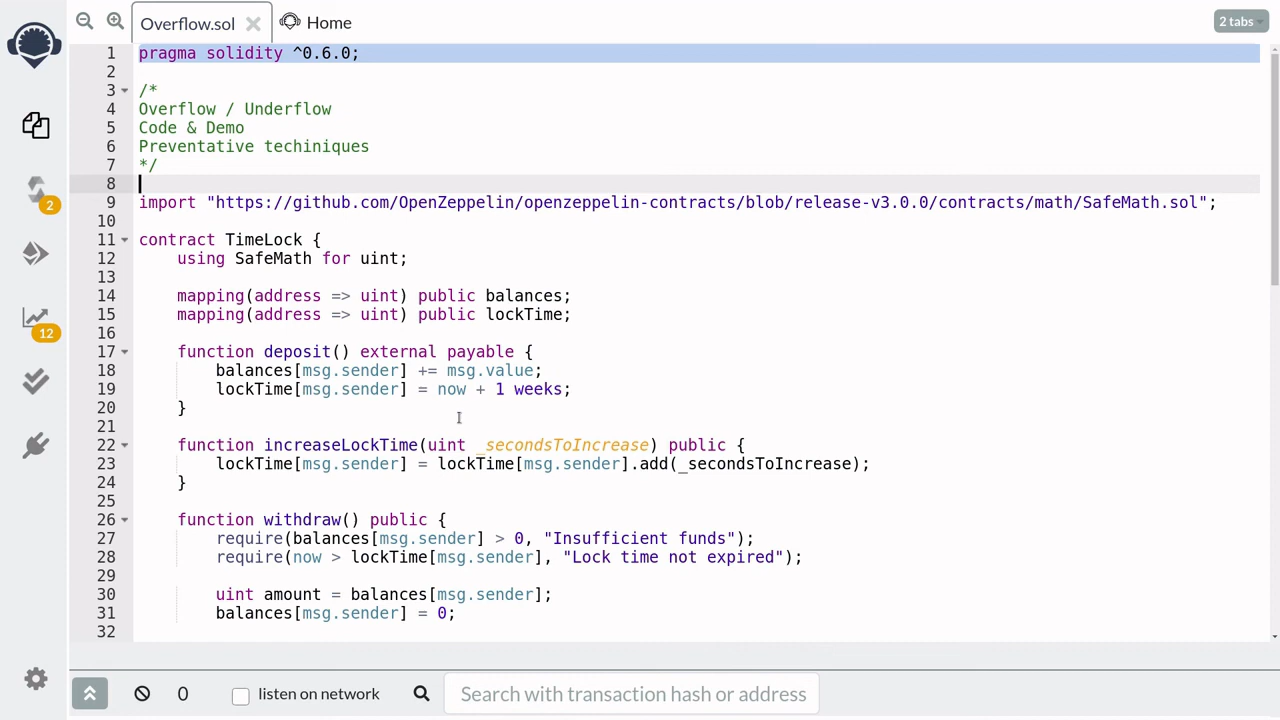 Overflow.sol Home 2 tabs
1 pragma solidity ^0.6.0;
2
3 /*
4 Overflow / Underflow
5 Code & Demo
6 Preventative techiniques
7 */
8
9 import "https://github.com/OpenZeppelin/openzeppelin-contracts/blob/release-v3.0.0/contracts/math/SafeMath.sol";
10
11 contract TimeLock {
12     using SafeMath for uint;
13
14     mapping(address => uint) public balances;
15     mapping(address => uint) public lockTime;
16
17     function deposit() external payable {
18         balances[msg.sender] += msg.value;
19         lockTime[msg.sender] = now + 1 weeks;
20     }
21
22     function increaseLockTime(uint _secondsToIncrease) public {
23         lockTime[msg.sender] = lockTime[msg.sender].add(_secondsToIncrease);
24     }
25
26     function withdraw() public {
27         require(balances[msg.sender] > 0, "Insufficient funds");
28         require(now > lockTime[msg.sender], "Lock time not expired");
29
30         uint amount = balances[msg.sender];
31         balances[msg.sender] = 0;
32
2
12
0 listen on network Search with transaction hash or address